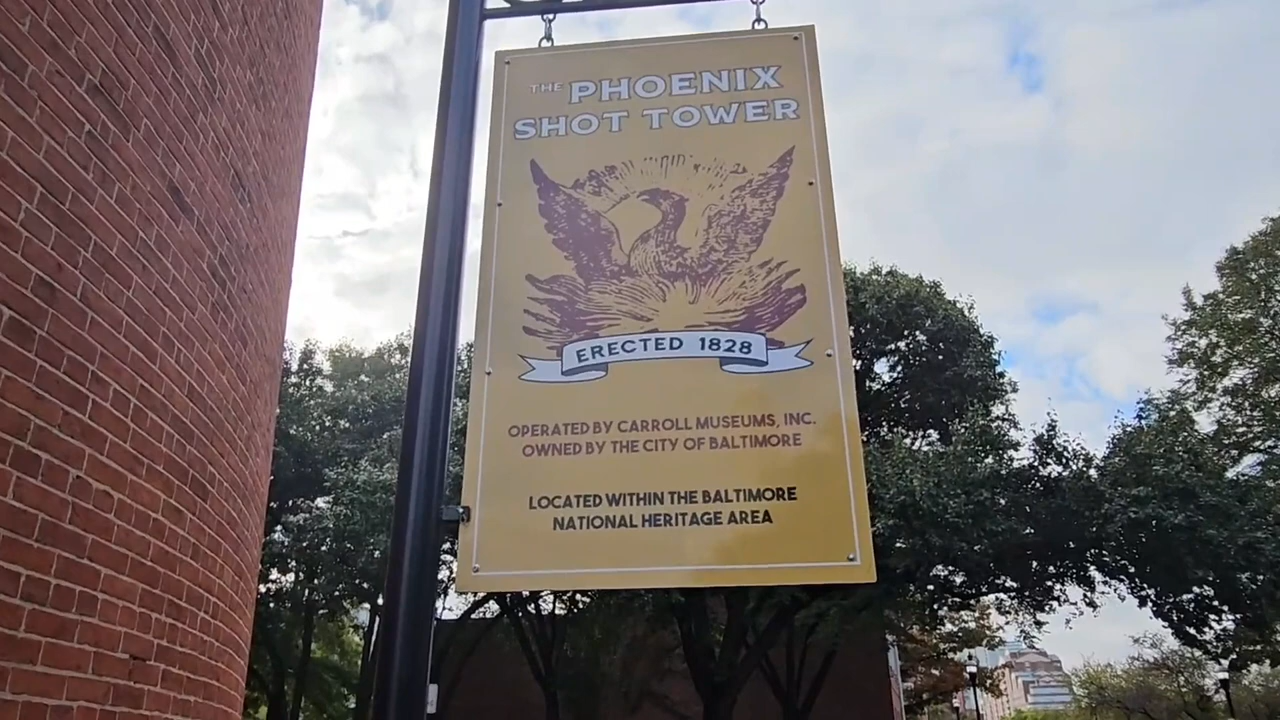 THE PHOENIX
SHOT TOWER
ERECTED 1828
OPERATED BY CARROLL MUSEUMS, INC.
OWNED BY THE CITY OF BALTIMORE
LOCATED WITHIN THE BALTIMORE
NATIONAL HERITAGE AREA